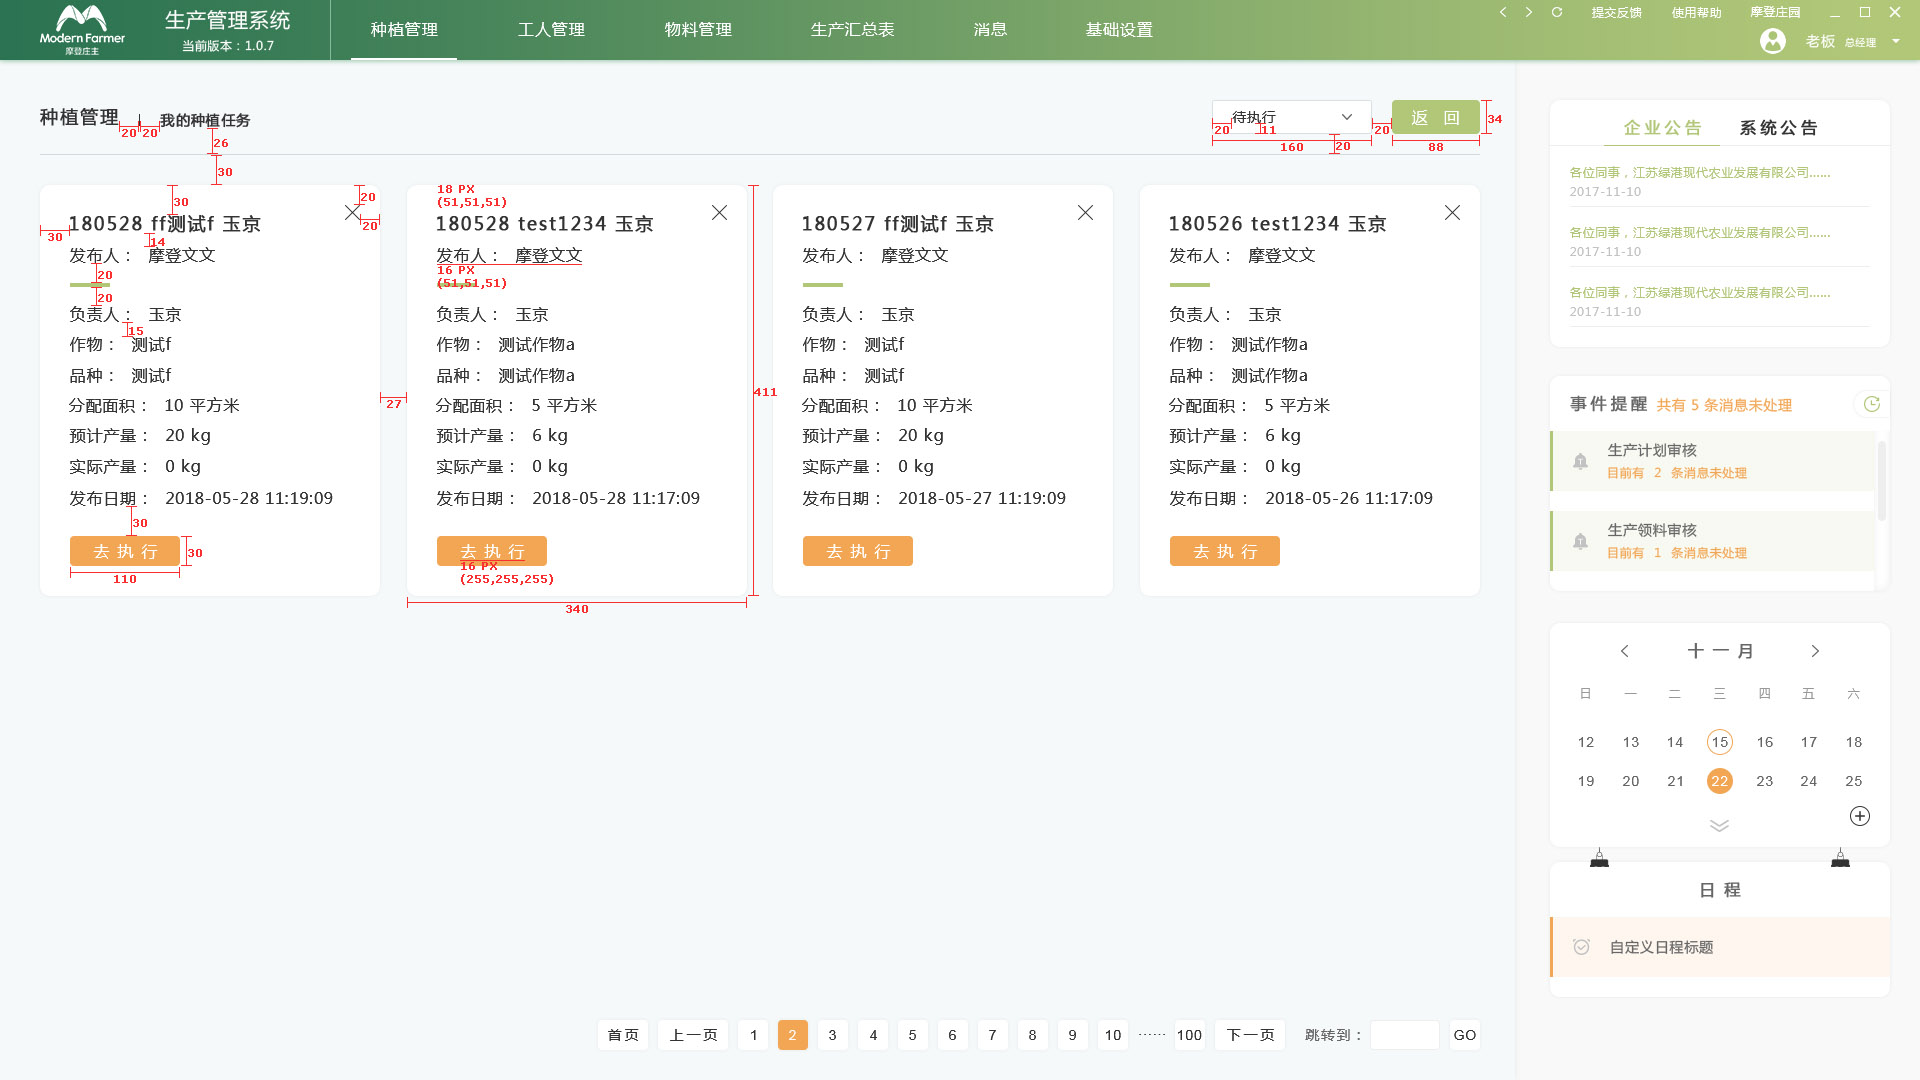 Modern Farmer
摩登庄主
生产管理系统
当前版本：1.0.7
种植管理
工人管理
物料管理
生产汇总表
消息
基础设置
提交反馈
使用帮助
摩登庄园
老板 总经理
种植管理
20 20
我的种植任务
26
30
待执行
20 11
160
20
20
返 回
88
34
30
20
20
30
180528 ff测试f 玉京
14
发布人： 摩登文文
20
20
负责人： 玉京
15
作物： 测试f
品种： 测试f
分配面积： 10 平方米
预计产量： 20 kg
实际产量： 0 kg
发布日期： 2018-05-28 11:19:09
30
去 执 行
30
110
27
18 PX
(51,51,51)
180528 test1234 玉京
发布人： 摩登文文
16 PX
(51,51,51)
负责人： 玉京
作物： 测试作物a
品种： 测试作物a
分配面积： 5 平方米
预计产量： 6 kg
实际产量： 0 kg
发布日期： 2018-05-28 11:17:09
去 执 行
16 PX
(255,255,255)
340
411
180527 ff测试f 玉京
发布人： 摩登文文
负责人： 玉京
作物： 测试f
品种： 测试f
分配面积： 10 平方米
预计产量： 20 kg
实际产量： 0 kg
发布日期： 2018-05-27 11:19:09
去 执 行
180526 test1234 玉京
发布人： 摩登文文
负责人： 玉京
作物： 测试作物a
品种： 测试作物a
分配面积： 5 平方米
预计产量： 6 kg
实际产量： 0 kg
发布日期： 2018-05-26 11:17:09
去 执 行
首页 上一页 1 2 3 4 5 6 7 8 9 10 ······ 100 下一页 跳转到： GO
企业公告 系统公告
各位同事，江苏绿港现代农业发展有限公司......
2017-11-10
各位同事，江苏绿港现代农业发展有限公司......
2017-11-10
各位同事，江苏绿港现代农业发展有限公司......
2017-11-10
事件提醒 共有 5 条消息未处理
生产计划审核
目前有 2 条消息未处理
生产领料审核
目前有 1 条消息未处理
十一月
日 一 二 三 四 五 六
12 13 14 15 16 17 18
19 20 21 22 23 24 25
日 程
自定义日程标题